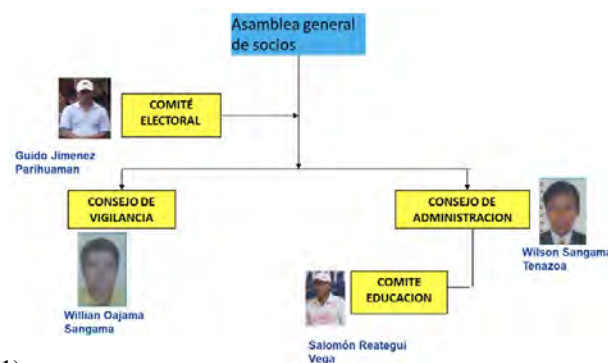 Asamblea general
de socios
COMITÉ
ELECTORAL
Guido Jimenez
Parihuaman
CONSEJO DE
VIGILANCIA
CONSEJO DE
ADMINISTRACION
Willian Oajama
Sangama
Wilson Sangama
Tenazoa
COMITE
EDUCACION
Salomón Reategui
Vega
1)